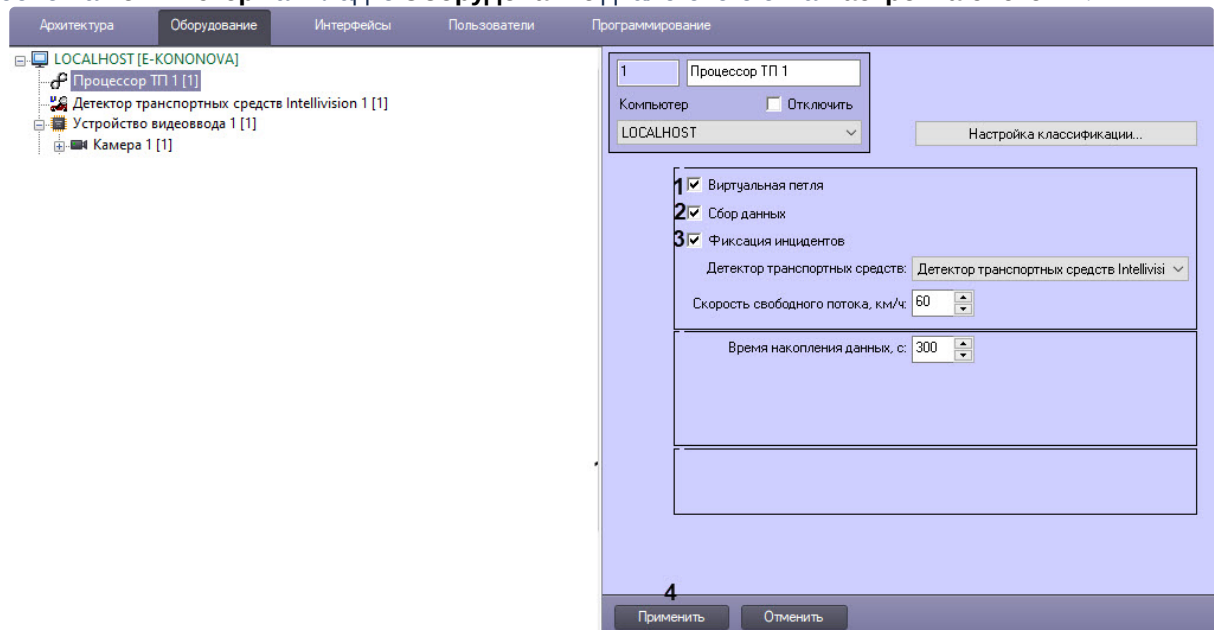 Архитектура Оборудование Интерфейсы Пользователи Программирование
LOCALHOST [E-KONONOVA]
Процессор ТП 1 [1]
Детектор транспортных средств Intellivision 1 [1]
Устройство видеоввода 1 [1]
Камера 1 [1]
1 Процессор ТП 1
Компьютер Отключить
LOCALHOST
Настройка классификации...
1 Виртуальная петля
2 Сбор данных
3 Фиксация инцидентов
Детектор транспортных средств: Детектор транспортных средств Intellivisi
Скорость свободного потока, км/ч: 60
Время накопления данных, с: 300
4
Применить Отменить